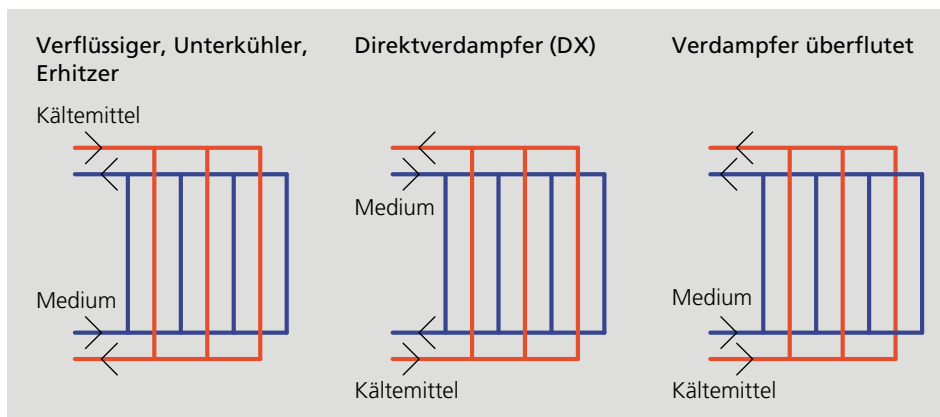 Verflüssiger, Unterkühler,
Erhitzer
Kältemittel
Medium
Direktverdampfer (DX)
Medium
Kältemittel
Verdampfer überflutet
Medium
Kältemittel